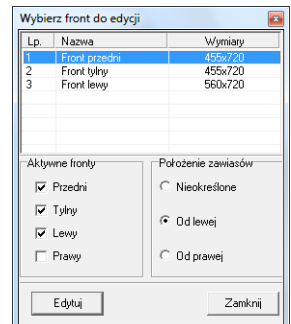 Wybierz front do edycji
Lp. Nazwa Wymiary
1 Front przedni 455x720
2 Front tylny 455x720
3 Front lewy 560x720
Aktywne fronty
Przedni
Tylny
Lewy
Prawy
Położenie zawiasów
Nieokreślone
Od lewej
Od prawej
Edytuj Zamknij